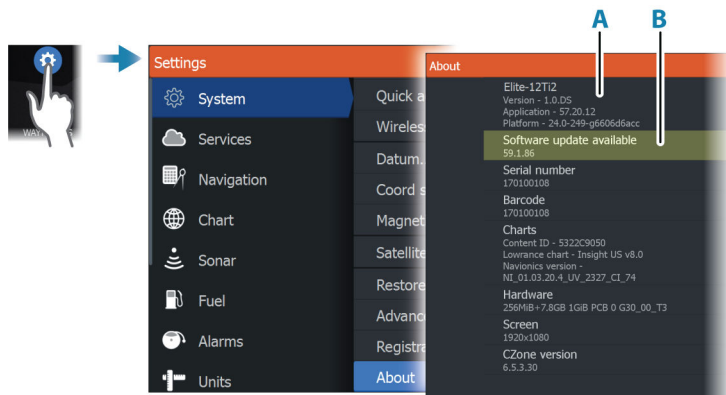 A
B
WAY
Settings
System
Services
Navigation
Chart
Sonar
Fuel
Alarms
Units
Quick a
Wireles
Datum.
Coord s
Magnet
Satellite
Restore
Advanc
Registra
About
About
Elite-12Ti2
Version - 1.0.DS
Application - 57.20.12
Platform - 24.0-249-g6606d6acc
Software update available
59.1.86
Serial number
170100108
Barcode
170100108
Charts
Content ID - 5322C9050
Lowrance chart - Insight US v8.0
Navionics version -
NI_01.03.20.4_UV_2327_CI_74
Hardware
256MiB+7.8GB 1GiB PCB 0 G30_00_T3
Screen
1920x1080
CZone version
6.5.3.30